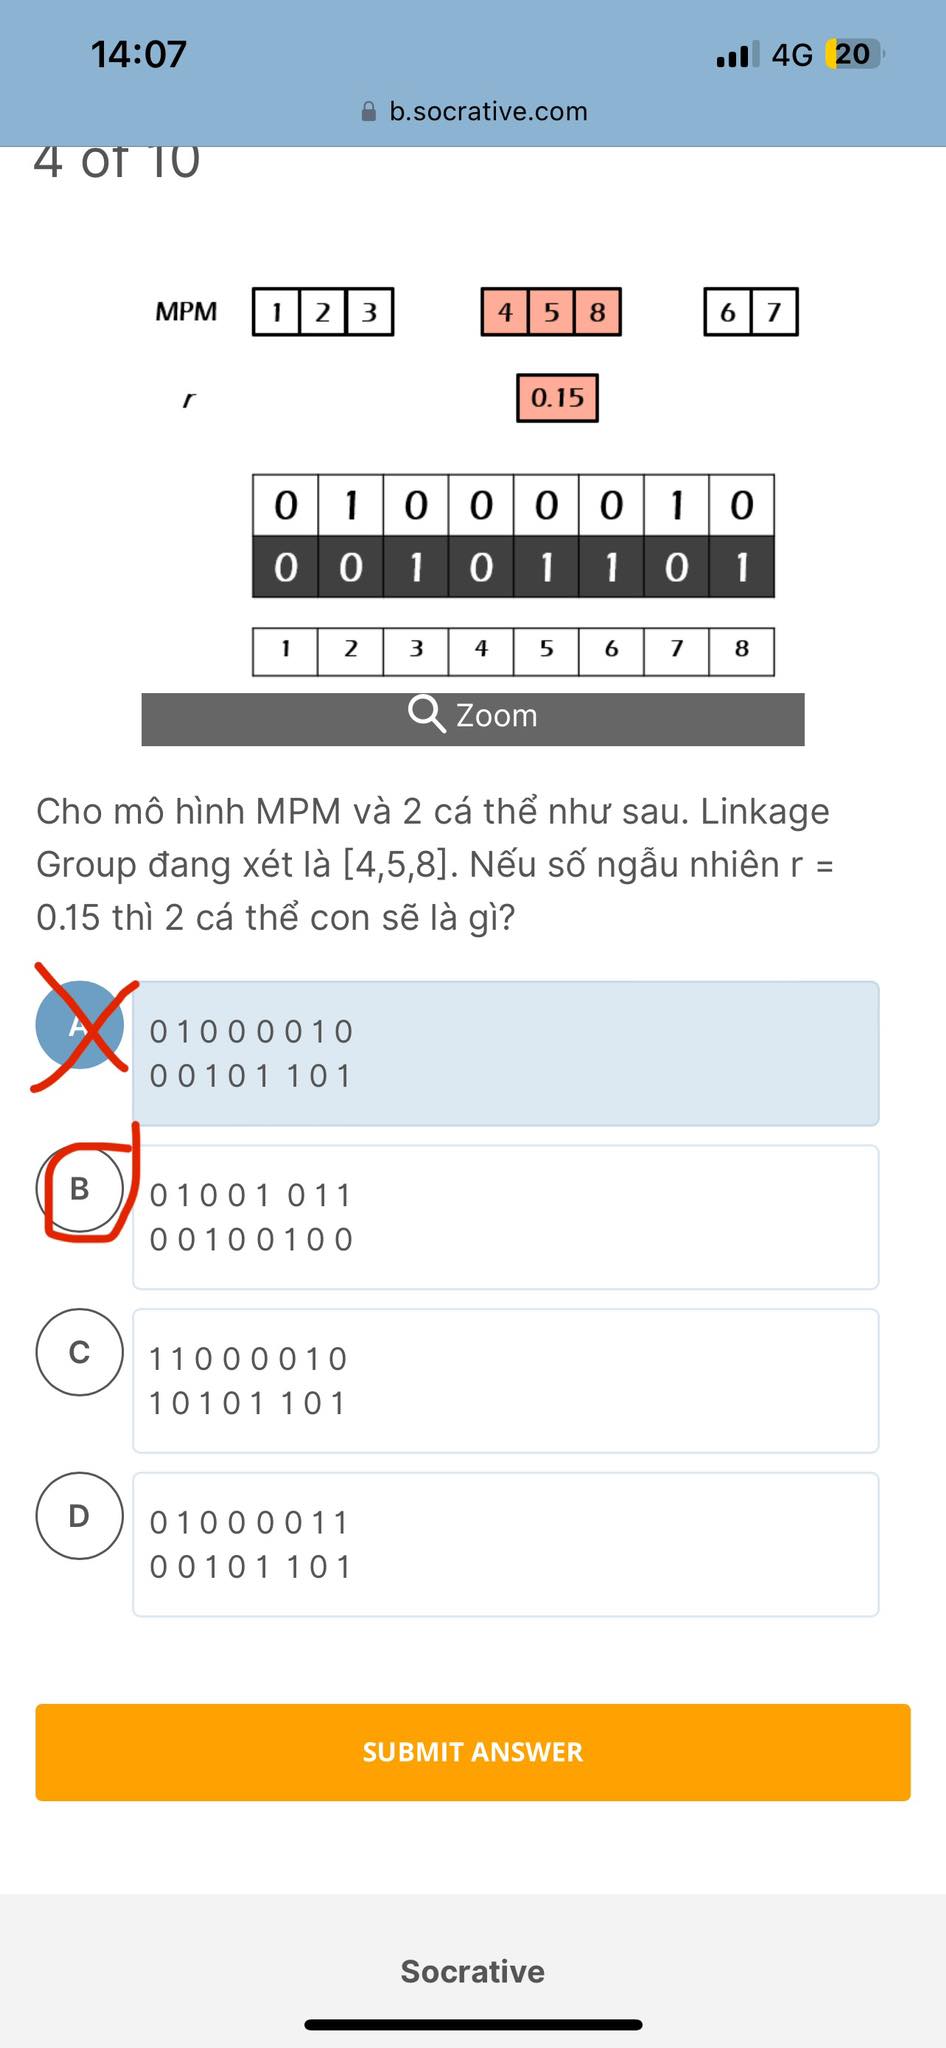 14:07 4G 20
b.socrative.com
4 of 10
MPM 1 2 3 4 5 8 6 7
r 0.15
0 1 0 0 0 0 1 0
0 0 1 0 1 1 0 1
1 2 3 4 5 6 7 8
Zoom
Cho mô hình MPM và 2 cá thể như sau. Linkage
Group đang xét là [4,5,8]. Nếu số ngẫu nhiên r =
0.15 thì 2 cá thể con sẽ là gì?
A
0 1 0 0 0 0 1 0
0 0 1 0 1 1 0 1
B
0 1 0 0 1 0 1 1
0 0 1 0 0 1 0 0
C
1 1 0 0 0 0 1 0
1 0 1 0 1 1 0 1
D
0 1 0 0 0 0 1 1
0 0 1 0 1 1 0 1
SUBMIT ANSWER
Socrative